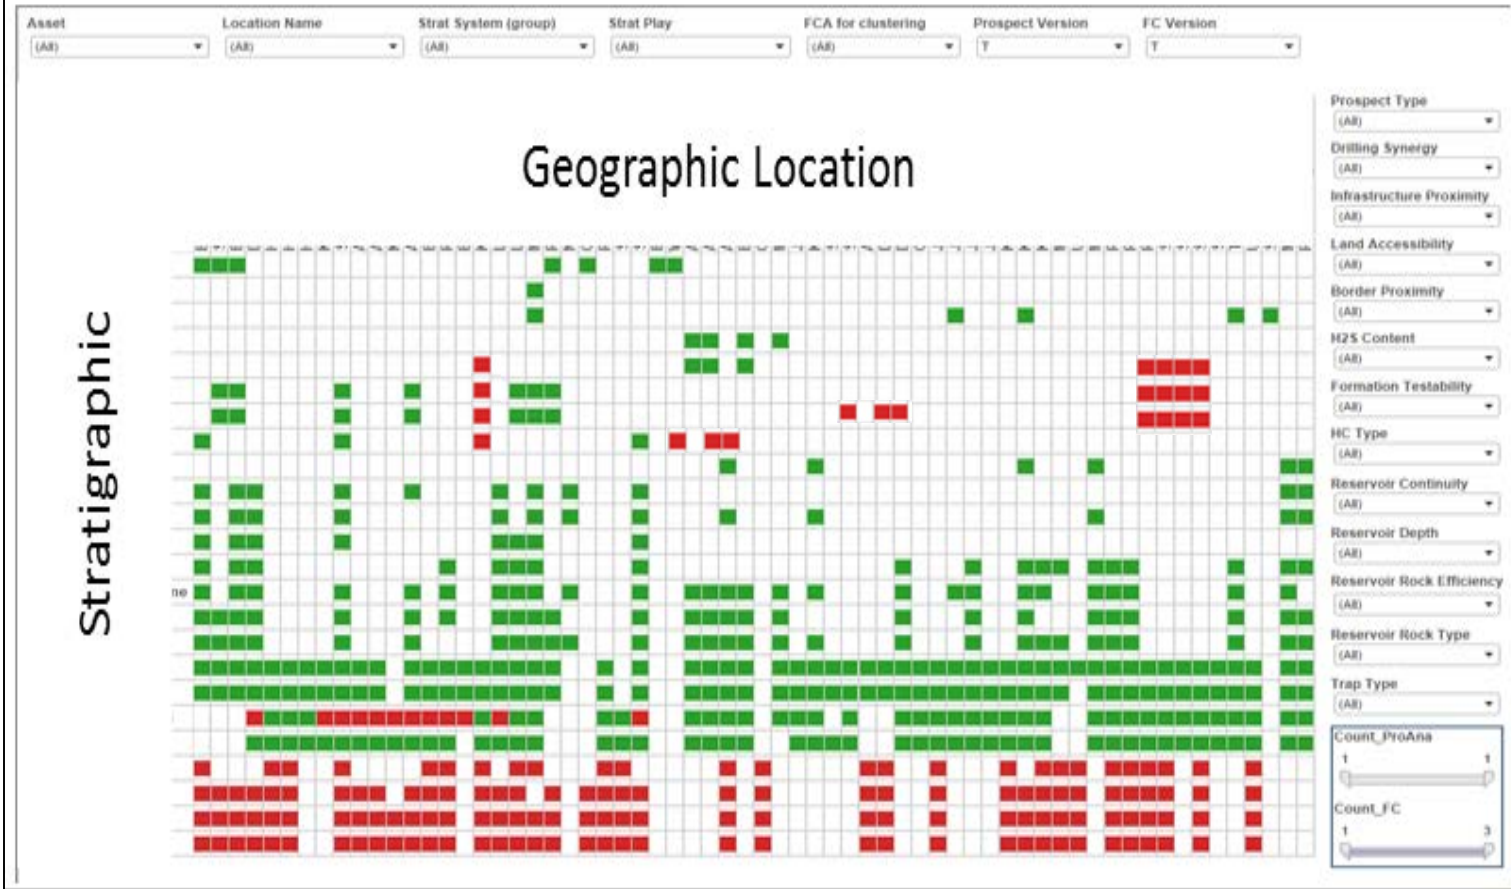 Asset Location Name Strat System (group) Strat Play FCA for clustering Prospect Version FC Version
(All) (All) (All) (All) (All) T T
Geographic Location
Stratigraphic
ne
Prospect Type
(All)
Drilling Synergy
(All)
Infrastructure Proximity
(All)
Land Accessibility
(All)
Border Proximity
(All)
H2S Content
(All)
Formation Testability
(All)
HC Type
(All)
Reservoir Continuity
(All)
Reservoir Depth
(All)
Reservoir Rock Efficiency
(All)
Reservoir Rock Type
(All)
Trap Type
(All)
Count_ProAna
1 1
Count_FC
1 3